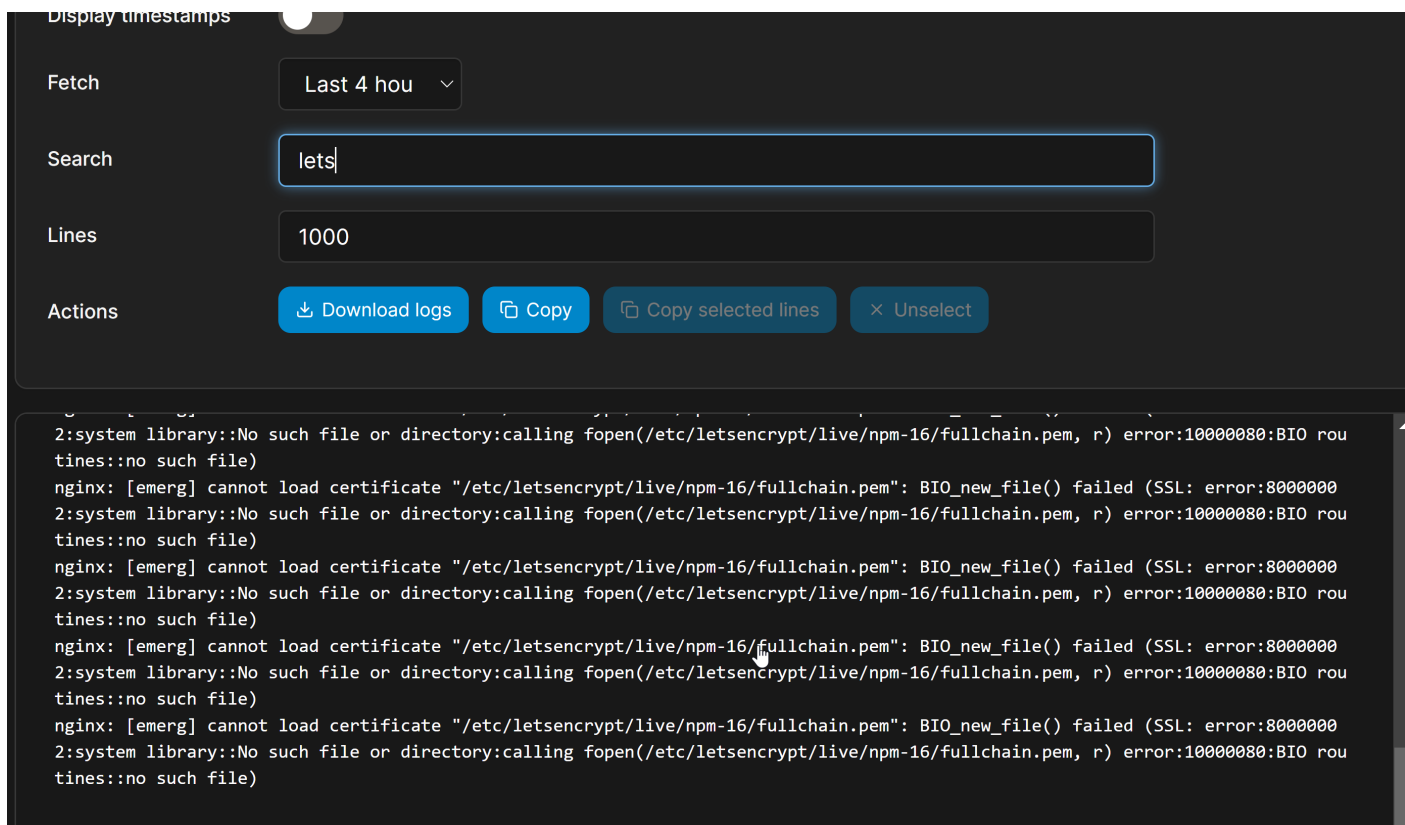 Display timestamps
Fetch
Last 4 hou
Search
lets
Lines
1000
Actions
Download logs
Copy
Copy selected lines
Unselect
2:system library::No such file or directory:calling fopen(/etc/letsencrypt/live/npm-16/fullchain.pem, r) error:10000080:BIO rou
tines::no such file)
nginx: [emerg] cannot load certificate "/etc/letsencrypt/live/npm-16/fullchain.pem": BIO_new_file() failed (SSL: error:8000000
2:system library::No such file or directory:calling fopen(/etc/letsencrypt/live/npm-16/fullchain.pem, r) error:10000080:BIO rou
tines::no such file)
nginx: [emerg] cannot load certificate "/etc/letsencrypt/live/npm-16/fullchain.pem": BIO_new_file() failed (SSL: error:8000000
2:system library::No such file or directory:calling fopen(/etc/letsencrypt/live/npm-16/fullchain.pem, r) error:10000080:BIO rou
tines::no such file)
nginx: [emerg] cannot load certificate "/etc/letsencrypt/live/npm-16/fullchain.pem": BIO_new_file() failed (SSL: error:8000000
2:system library::No such file or directory:calling fopen(/etc/letsencrypt/live/npm-16/fullchain.pem, r) error:10000080:BIO rou
tines::no such file)
nginx: [emerg] cannot load certificate "/etc/letsencrypt/live/npm-16/fullchain.pem": BIO_new_file() failed (SSL: error:8000000
2:system library::No such file or directory:calling fopen(/etc/letsencrypt/live/npm-16/fullchain.pem, r) error:10000080:BIO rou
tines::no such file)